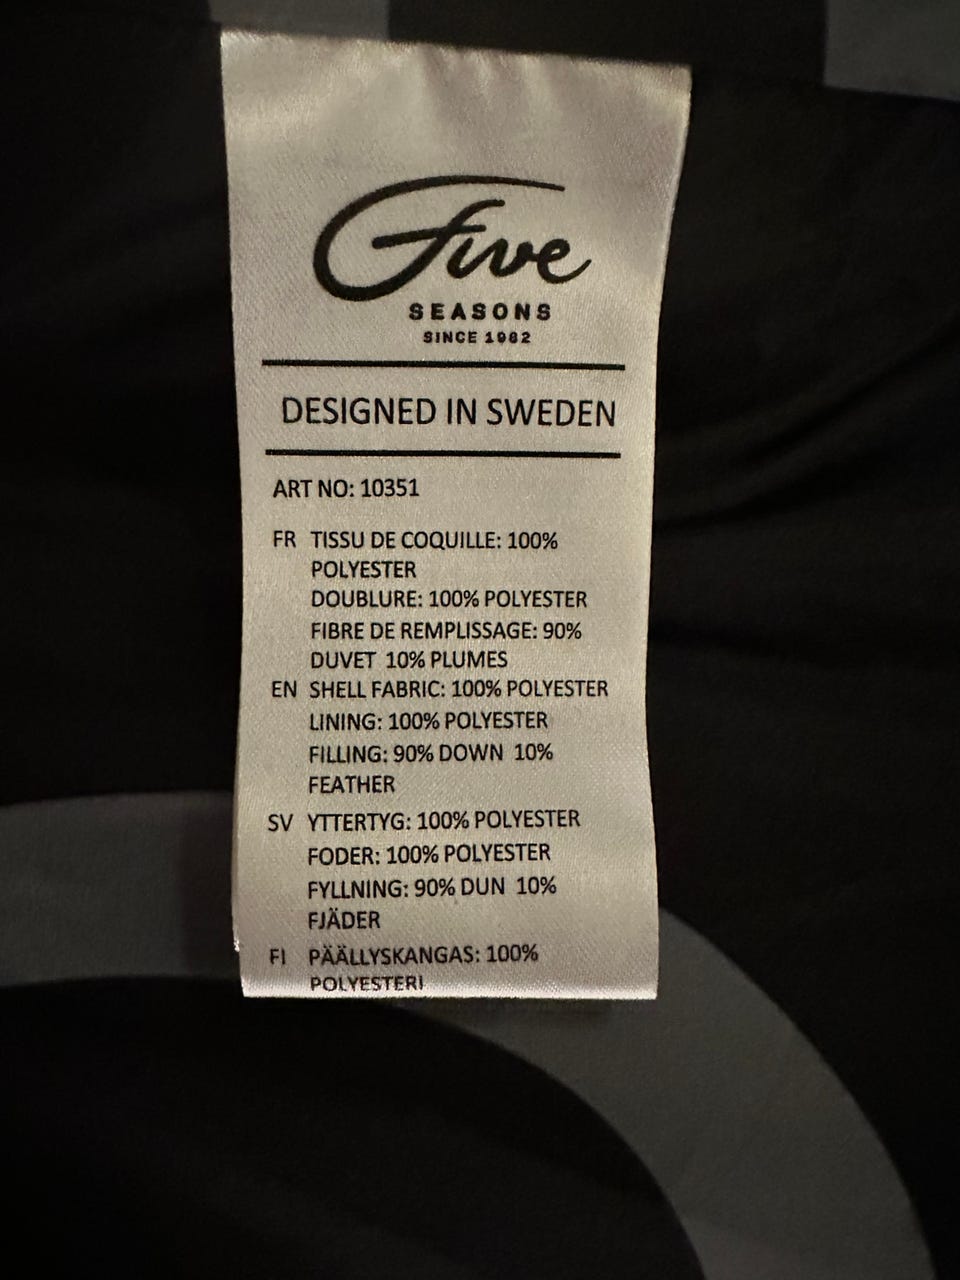 Five
SEASONS
SINCE 1982
DESIGNED IN SWEDEN
ART NO: 10351
FR TISSU DE COQUILLE: 100%
POLYESTER
DOUBLURE: 100% POLYESTER
FIBRE DE REMPLISSAGE: 90%
DUVET 10% PLUMES
EN SHELL FABRIC: 100% POLYESTER
LINING: 100% POLYESTER
FILLING: 90% DOWN 10%
FEATHER
SV YTTERTYG: 100% POLYESTER
FODER: 100% POLYESTER
FYLLNING: 90% DUN 10%
FJÄDER
FI PÄÄLLYSKANGAS: 100%
POLYESTERI